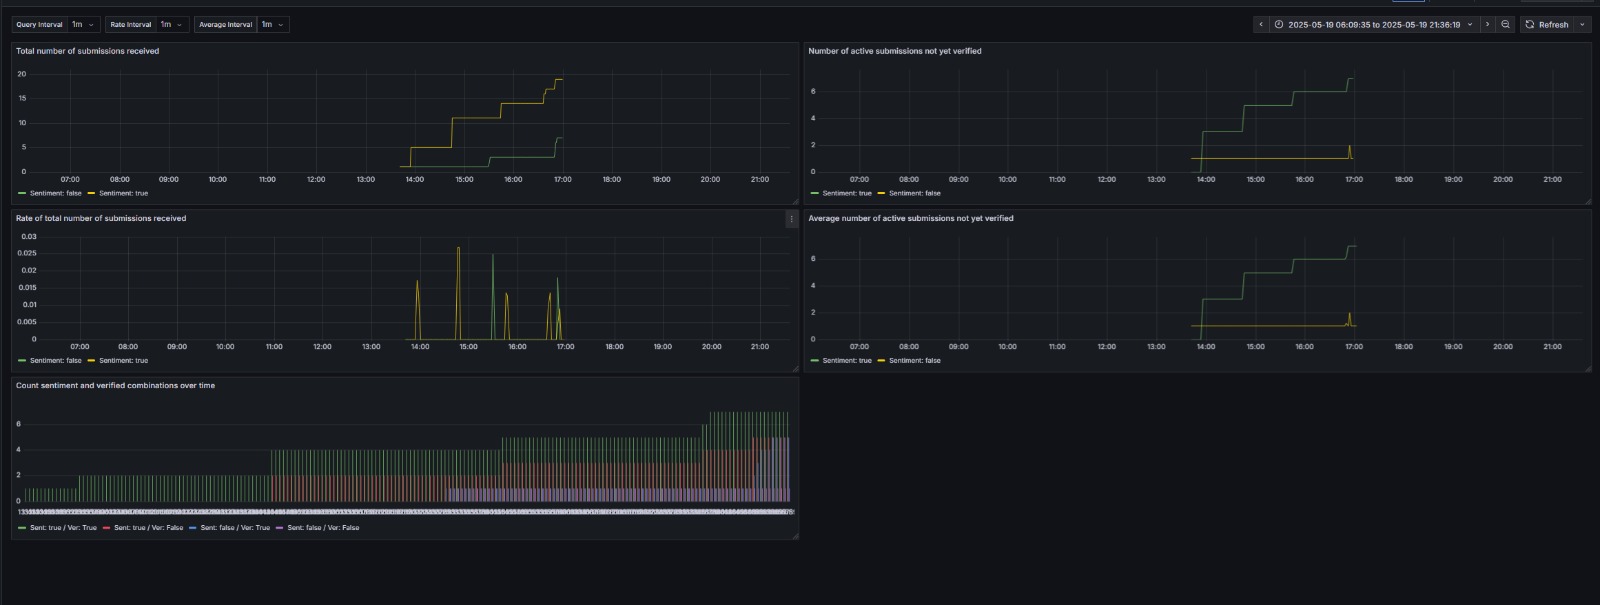 Query Interval 1m Rate Interval 1m Average Interval 1m 2025-05-19 06:09:35 to 2025-05-19 21:36:19 Refresh
Total number of submissions received
20
15
10
5
0
07:00 08:00 09:00 10:00 11:00 12:00 13:00 14:00 15:00 16:00 17:00 18:00 19:00 20:00 21:00
Sentiment: false Sentiment: true
Number of active submissions not yet verified
6
4
2
0
07:00 08:00 09:00 10:00 11:00 12:00 13:00 14:00 15:00 16:00 17:00 18:00 19:00 20:00 21:00
Sentiment: true Sentiment: false
Rate of total number of submissions received
0.03
0.025
0.02
0.015
0.01
0.005
0
07:00 08:00 09:00 10:00 11:00 12:00 13:00 14:00 15:00 16:00 17:00 18:00 19:00 20:00 21:00
Sentiment: false Sentiment: true
Average number of active submissions not yet verified
6
4
2
0
07:00 08:00 09:00 10:00 11:00 12:00 13:00 14:00 15:00 16:00 17:00 18:00 19:00 20:00 21:00
Sentiment: true Sentiment: false
Count sentiment and verified combinations over time
6
4
2
0
Sent: true / Ver: True Sent: true / Ver: False Sent: false / Ver: True Sent: false / Ver: False